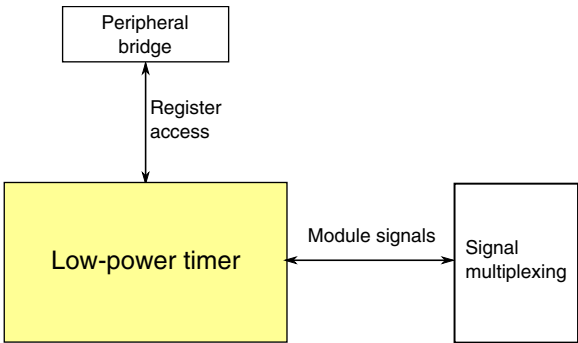 Peripheral
bridge
Register
access
Low-power timer
Module signals
Signal
multiplexing